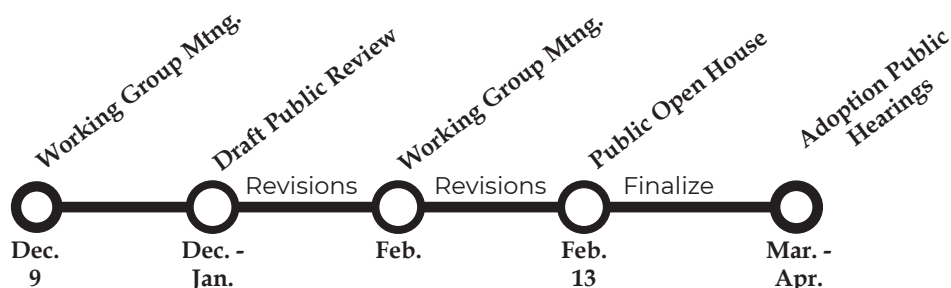 Working Group Mtng.
Draft Public Review
Working Group Mtng.
Public Open House
Adoption Public
Hearings
Revisions
Revisions
Finalize
Dec.
9
Dec. -
Jan.
Feb.
Feb.
13
Mar. -
Apr.